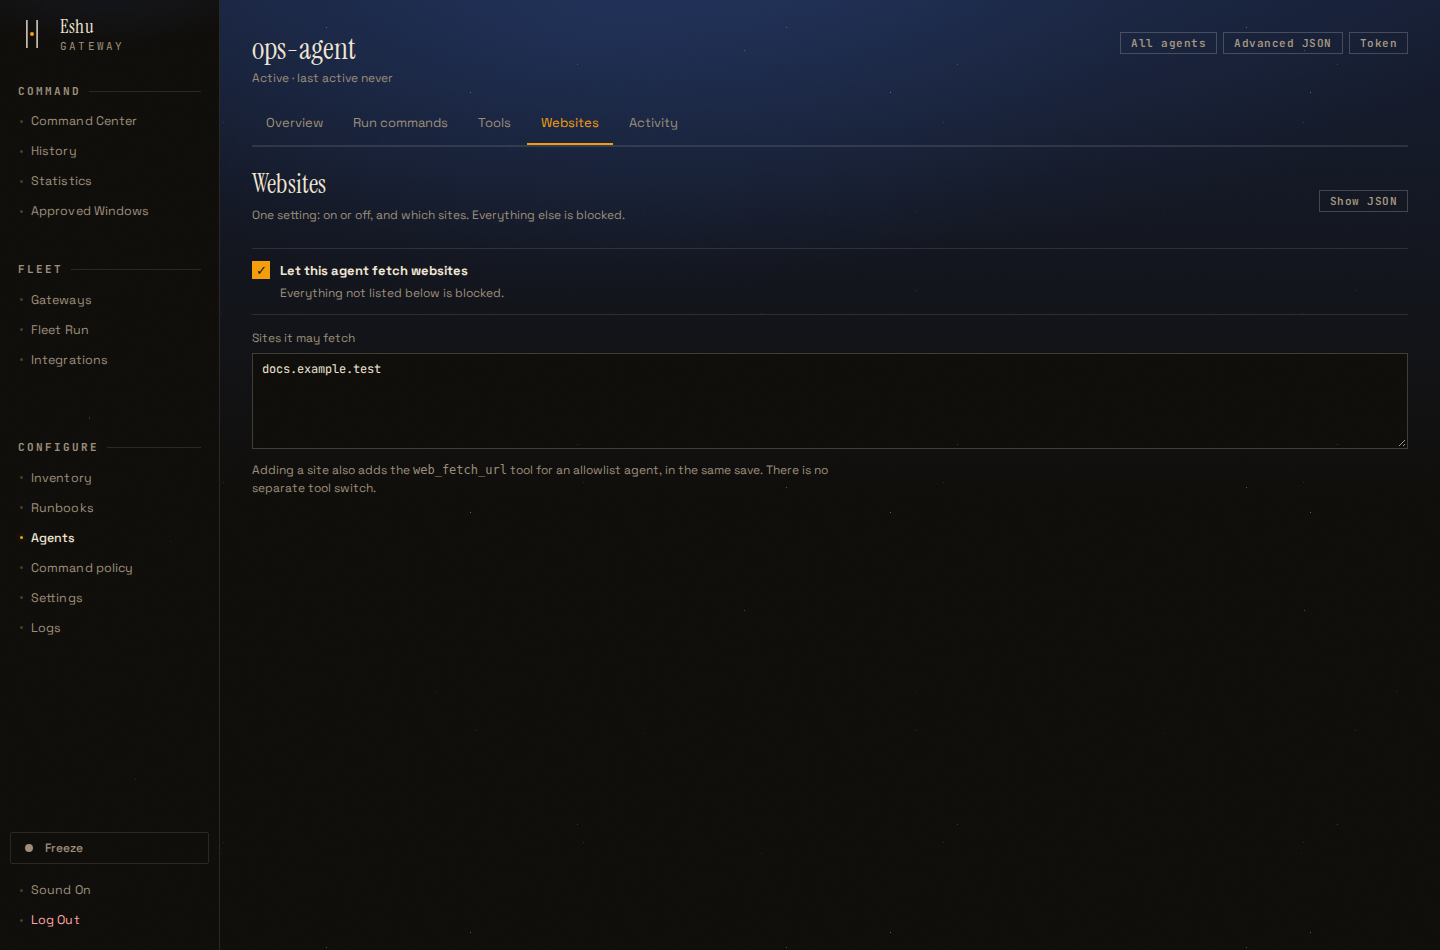 Eshu
GATEWAY
COMMAND
Command Center
History
Statistics
Approved Windows
FLEET
Gateways
Fleet Run
Integrations
CONFIGURE
Inventory
Runbooks
Agents
Command policy
Settings
Logs
Freeze
Sound On
Log Out
ops-agent
Active · last active never
All agents
Advanced JSON
Token
Overview
Run commands
Tools
Websites
Activity
Websites
One setting: on or off, and which sites. Everything else is blocked.
Show JSON
Let this agent fetch websites
Everything not listed below is blocked.
Sites it may fetch
docs.example.test
Adding a site also adds the web_fetch_url tool for an allowlist agent, in the same save. There is no
separate tool switch.